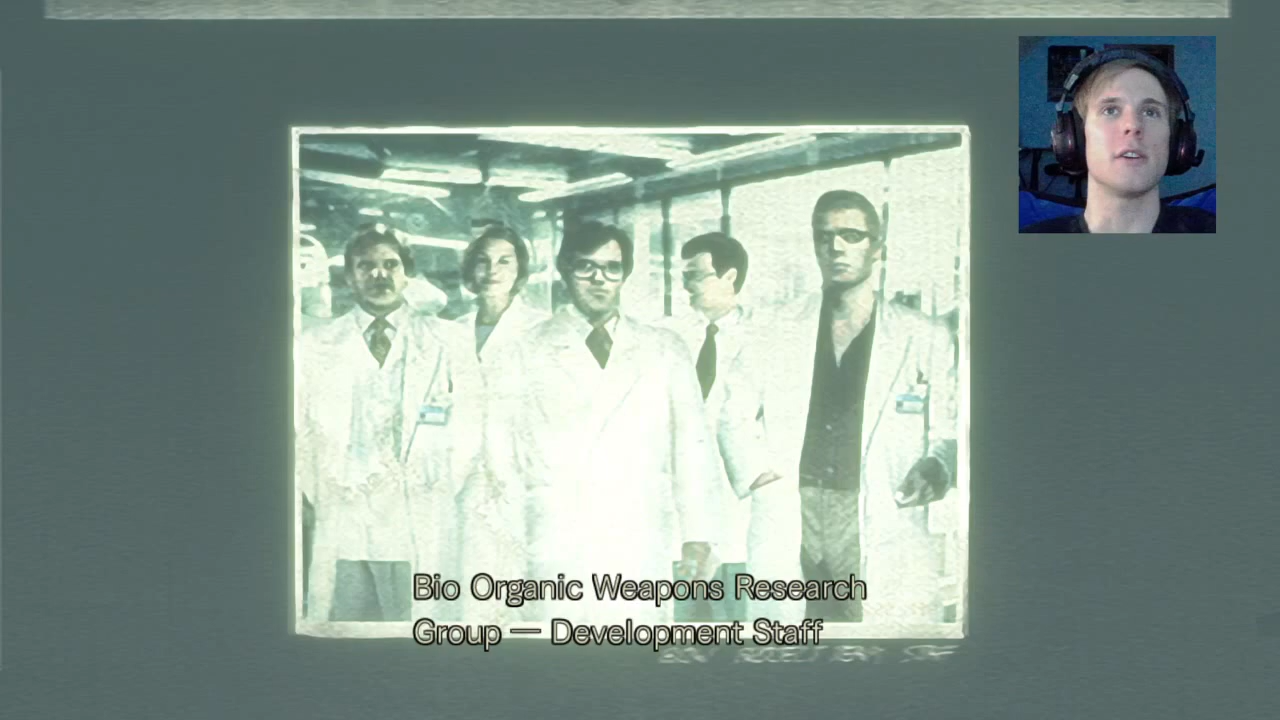 Bio Organic Weapons Research
Group — Development Staff